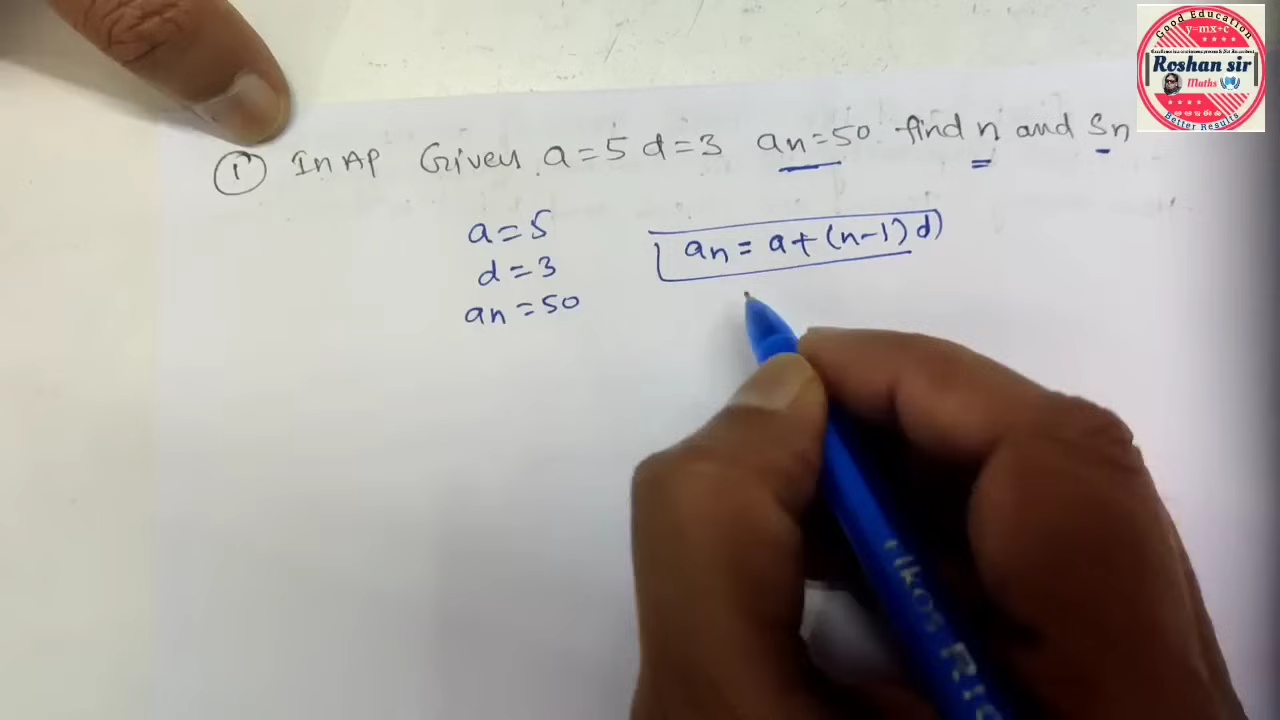 ① In AP Given a=5 d=3 an=50 find n and Sn
a=5
d=3
an=50
an = a+(n-1)d)
Good Education
y=mx+c
Roshan sir
Maths
Better Results